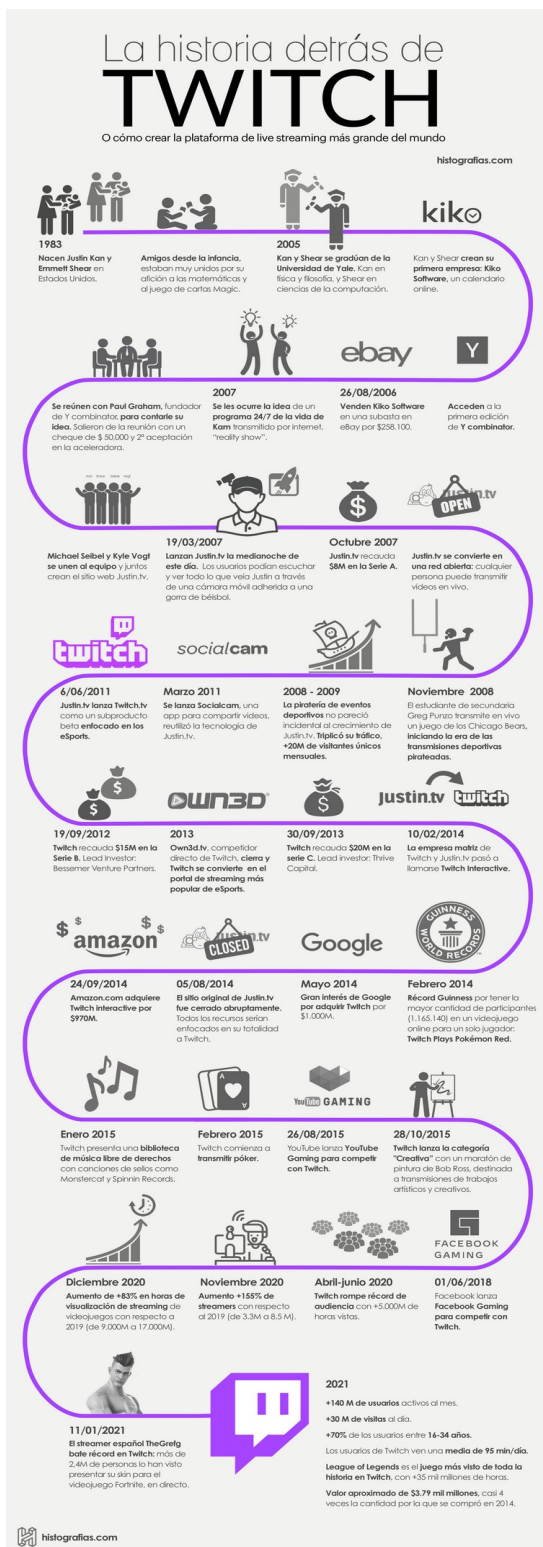 La historia detrás de
TWITCH
O cómo crear la plataforma de live streaming más grande del mundo
histografias.com
kiko
1983
Nacen Justin Kan y
Emmett Shear en
Estados Unidos.
Amigos desde la infancia,
estaban muy unidos por su
afición a las matemáticas y
al juego de cartas Magic.
2005
Kan y Shear se gradúan de la
Universidad de Yale. Kan en
física y filosofía, y Shear en
ciencias de la computación.
Kan y Shear crean su
primera empresa: Kiko
Software, un calendario
online.
ebay
Y
Se reúnen con Paul Graham, fundador
de Y combinator, para contarle su
idea. Salieron de la reunión con un
cheque de $ 50,000 y 2ª aceptación
en la aceleradora.
2007
Se les ocurre la idea de un
programa 24/7 de la vida de
Kam transmitido por internet,
"reality show".
26/08/2006
Venden Kiko Software
en una subasta en
eBay por $258.100.
Acceden a la
primera edición
de Y combinator.
$
Justin.tv
OPEN
Michael Seibel y Kyle Vogt
se unen al equipo y juntos
crean el sitio web Justin.tv.
19/03/2007
Lanzan Justin.tv la medianoche de
este día. Los usuarios podían escuchar
y ver todo lo que veía Justin a través
de una cámara móvil adherida a una
gorra de béisbol.
Octubre 2007
Justin.tv recauda
$8M en la Serie A.
Justin.tv se convierte en
una red abierta: cualquier
persona puede transmitir
videos en vivo.
twitch
socialcam
6/06/2011
Justin.tv lanza Twitch.tv
como un subproducto
beta enfocado en los
eSports.
Marzo 2011
Se lanza Socialcam, una
app para compartir videos,
reutilizó la tecnología de
Justin.tv.
2008 - 2009
La piratería de eventos
deportivos no pareció
incidental al crecimiento de
Justin.tv. Triplicó su tráfico,
+20M de visitantes únicos
mensuales.
Noviembre 2008
El estudiante de secundaria
Greg Punzo transmite en vivo
un juego de los Chicago Bears,
iniciando la era de las
transmisiones deportivas
pirateadas.
$ $
OWN3D
$
Justin.tv twitch
19/09/2012
Twitch recauda $15M en la
Serie B. Lead Investor:
Bessemer Venture Partners.
2013
Own3d.tv, competidor
directo de Twitch, cierra y
Twitch se convierte en el
portal de streaming más
popular de eSports.
30/09/2013
Twitch recauda $20M en la
serie C. Lead investor: Thrive
Capital.
10/02/2014
La empresa matriz de
Twitch y Justin.tv pasó a
llamarse Twitch Interactive.
$ $ $ $
amazon
Justin.tv
CLOSED
Google
GUINNESS
WORLD RECORDS
24/09/2014
Amazon.com adquiere
Twitch interactive por
$970M.
05/08/2014
El sitio original de Justin.tv
fue cerrado abruptamente.
Todos los recursos serían
enfocados en su totalidad
a Twitch.
Mayo 2014
Gran interés de Google
por adquirir Twitch por
$1,000M.
Febrero 2014
Récord Guinness por tener la
mayor cantidad de participantes
(1.165.140) en un videojuego
online para un solo jugador:
Twitch Plays Pokémon Red.
A
YouTube GAMING
Enero 2015
Twitch presenta una biblioteca
de música libre de derechos
con canciones de sellos como
Monstercat y Spinnin Records.
Febrero 2015
Twitch comienza a
transmitir póker.
26/08/2015
YouTube lanza YouTube
Gaming para competir
con Twitch.
28/10/2015
Twitch lanza la categoría
"Creativa" con un maratón de
pintura de Bob Ross, destinada
a transmisiones de trabajos
artísticos y creativos.
FACEBOOK
GAMING
Diciembre 2020
Aumento de +83% en horas de
visualización de streaming de
videojuegos con respecto a
2019 (de 9.000M a 17.000M).
Noviembre 2020
Aumento +155% de
streamers con respecto
al 2019 (de 3.3M a 8.5 M).
Abril-junio 2020
Twitch rompe récord de
audiencia con +5.000M de
horas vistas.
01/06/2018
Facebook lanza
Facebook Gaming
para competir con
Twitch.
11/01/2021
El streamer español TheGrefg
bate récord en Twitch: más de
2,4M de personas lo han visto
presentar su skin para el
videojuego Fortnite, en directo.
2021
+140 M de usuarios activos al mes.
+30 M de visitas al día.
+70% de los usuarios entre 16-34 años.
Los usuarios de Twitch ven una media de 95 min/día.
League of Legends es el juego más visto de toda la
historia en Twitch, con +35 mil millones de horas.
Valor aproximado de $3.79 mil millones, casi 4
veces la cantidad por la que se compró en 2014.
histografias.com